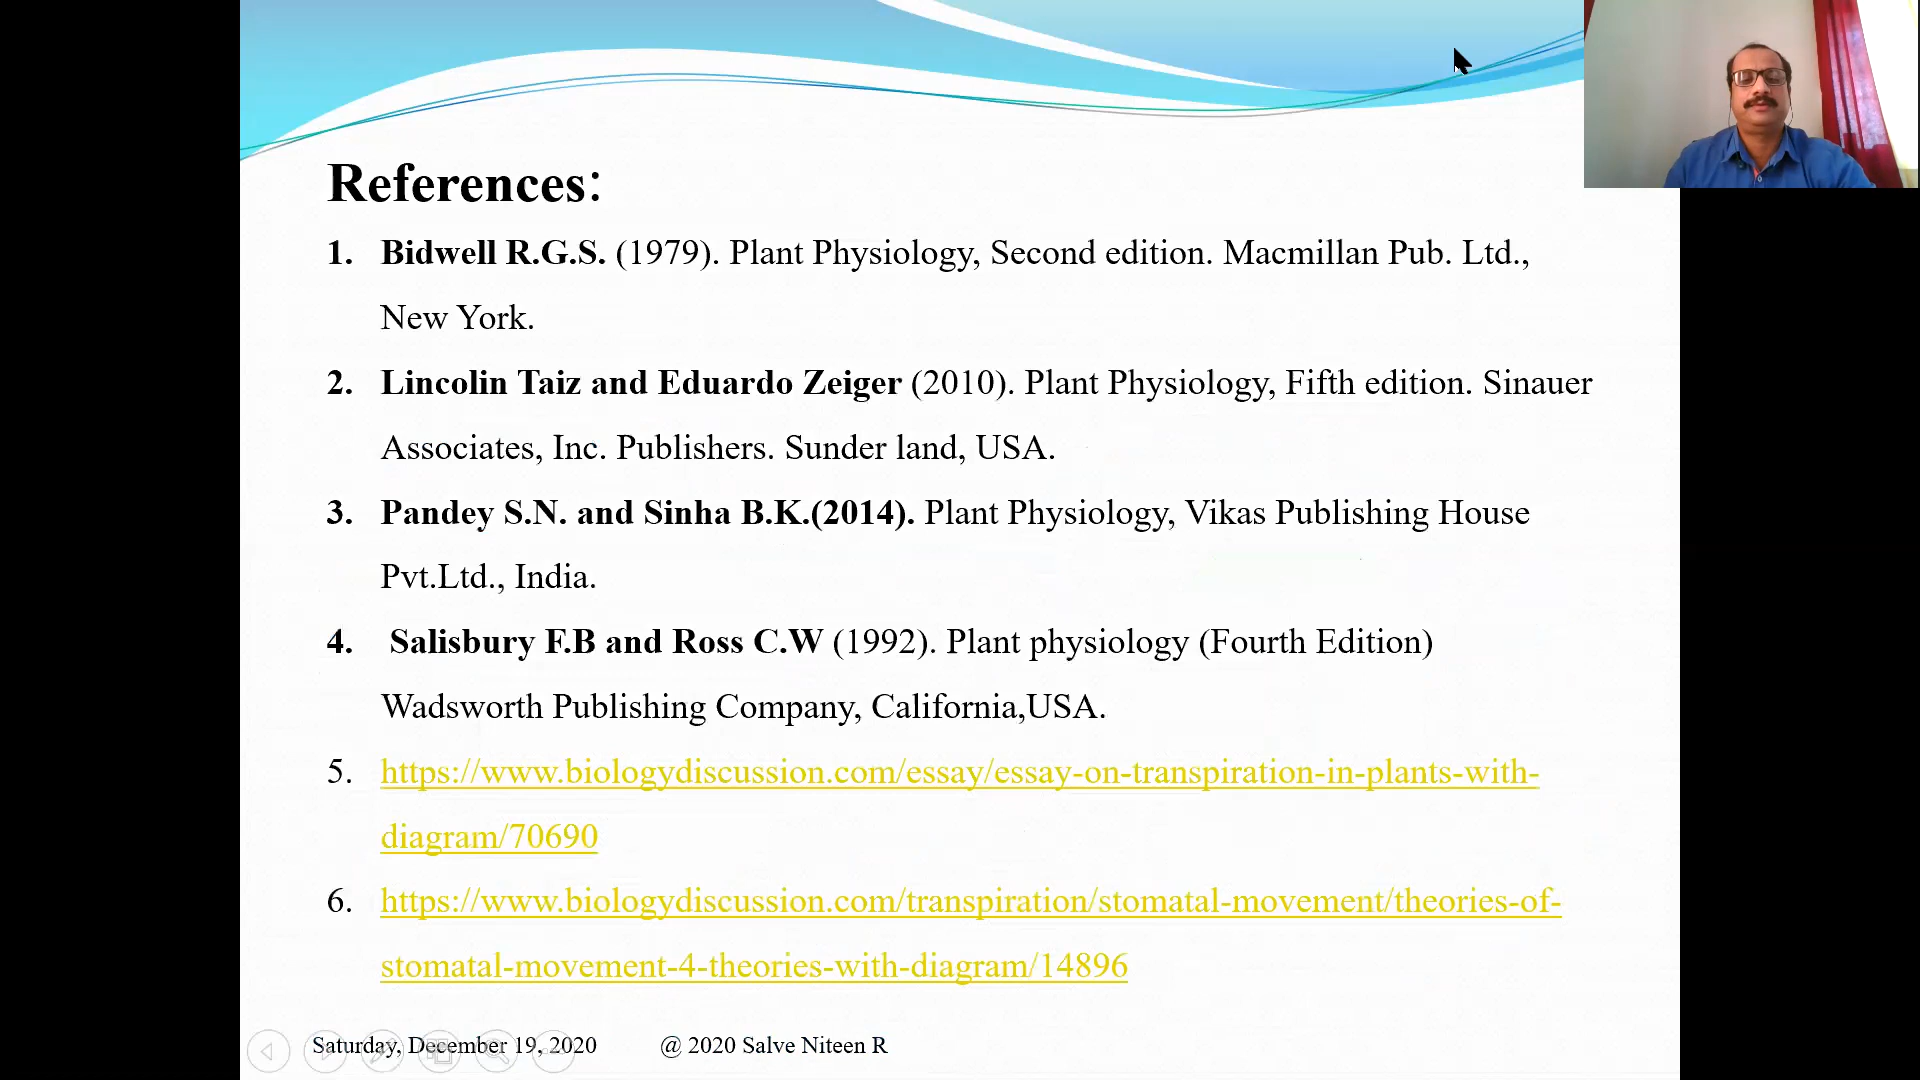 References:
1. Bidwell R.G.S. (1979). Plant Physiology, Second edition. Macmillan Pub. Ltd.,
New York.
2. Lincolin Taiz and Eduardo Zeiger (2010). Plant Physiology, Fifth edition. Sinauer
Associates, Inc. Publishers. Sunder land, USA.
3. Pandey S.N. and Sinha B.K.(2014). Plant Physiology, Vikas Publishing House
Pvt.Ltd., India.
4. Salisbury F.B and Ross C.W (1992). Plant physiology (Fourth Edition)
Wadsworth Publishing Company, California,USA.
5. https://www.biologydiscussion.com/essay/essay-on-transpiration-in-plants-with-
diagram/70690
6. https://www.biologydiscussion.com/transpiration/stomatal-movement/theories-of-
stomatal-movement-4-theories-with-diagram/14896
Saturday, December 19, 2020 @ 2020 Salve Niteen R